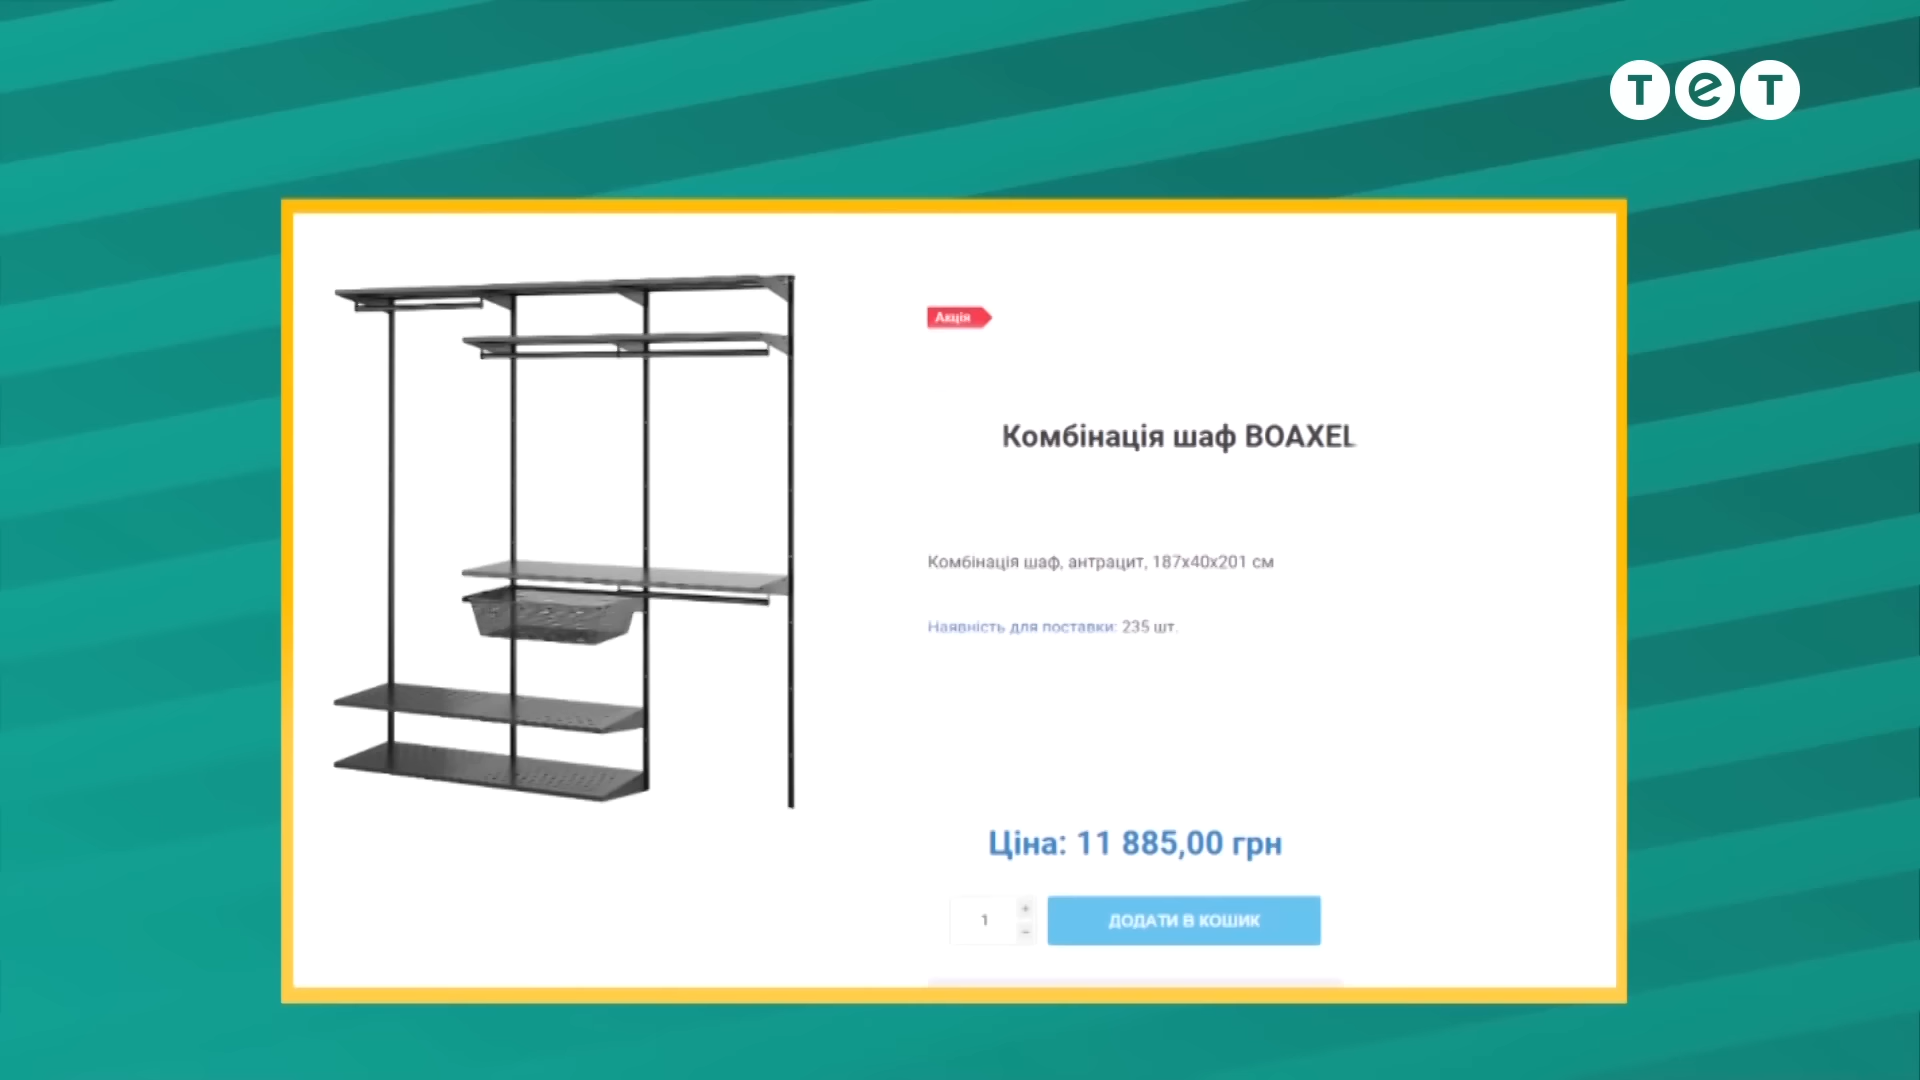 тет
Акція
Комбінація шаф BOAXEL
Комбінація шаф, антрацит, 187x40x201 см
Наявність для поставки: 235 шт.
Ціна: 11 885,00 грн
1
+
−
ДОДАТИ В КОШИК